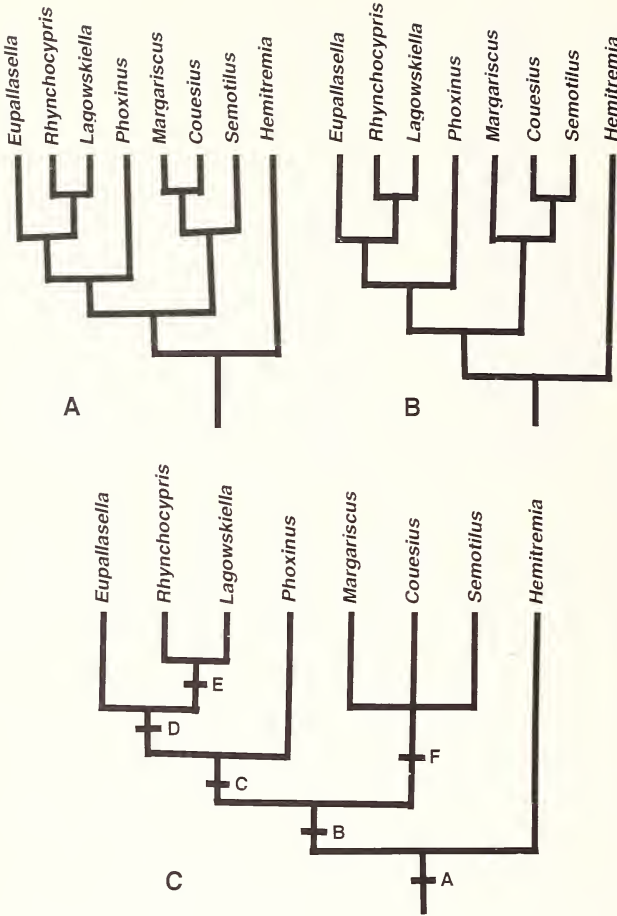 Eupallasella
Rhynchocypris
Lagowskiella
Phoxinus
Margariscus
Couesius
Semotilus
Hemitremia
A
Eupallasella
Rhynchocypris
Lagowskiella
Phoxinus
Margariscus
Couesius
Semotilus
Hemitremia
B
Eupallasella
Rhynchocypris
Lagowskiella
Phoxinus
Margariscus
Couesius
Semotilus
Hemitremia
E
D
F
C
B
A
C